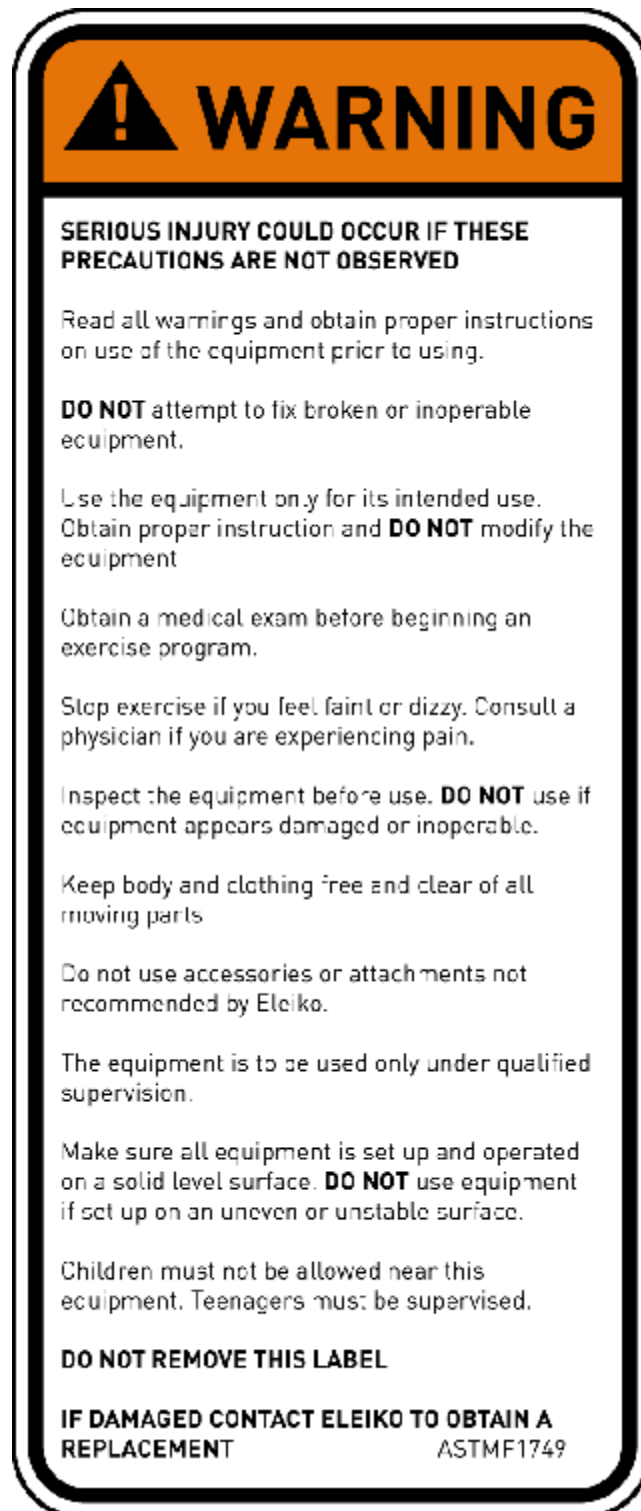 WARNING
SERIOUS INJURY COULD OCCUR IF THESE
PRECAUTIONS ARE NOT OBSERVED
Read all warnings and obtain proper instructions
on use of the equipment prior to using.
DO NOT attempt to fix broken or inoperable
equipment.
Use the equipment only for its intended use.
Obtain proper instruction and DO NOT modify the
equipment
Obtain a medical exam before beginning an
exercise program.
Stop exercise if you feel faint or dizzy. Consult a
physician if you are experiencing pain.
Inspect the equipment before use. DO NOT use if
equipment appears damaged or inoperable.
Keep body and clothing free and clear of all
moving parts
Do not use accessories or attachments not
recommended by Eleiko.
The equipment is to be used only under qualified
supervision.
Make sure all equipment is set up and operated
on a solid level surface. DO NOT use equipment
if set up on an uneven or unstable surface.
Children must not be allowed near this
equipment. Teenagers must be supervised.
DO NOT REMOVE THIS LABEL
IF DAMAGED CONTACT ELEIKO TO OBTAIN A
REPLACEMENT ASTMF1749